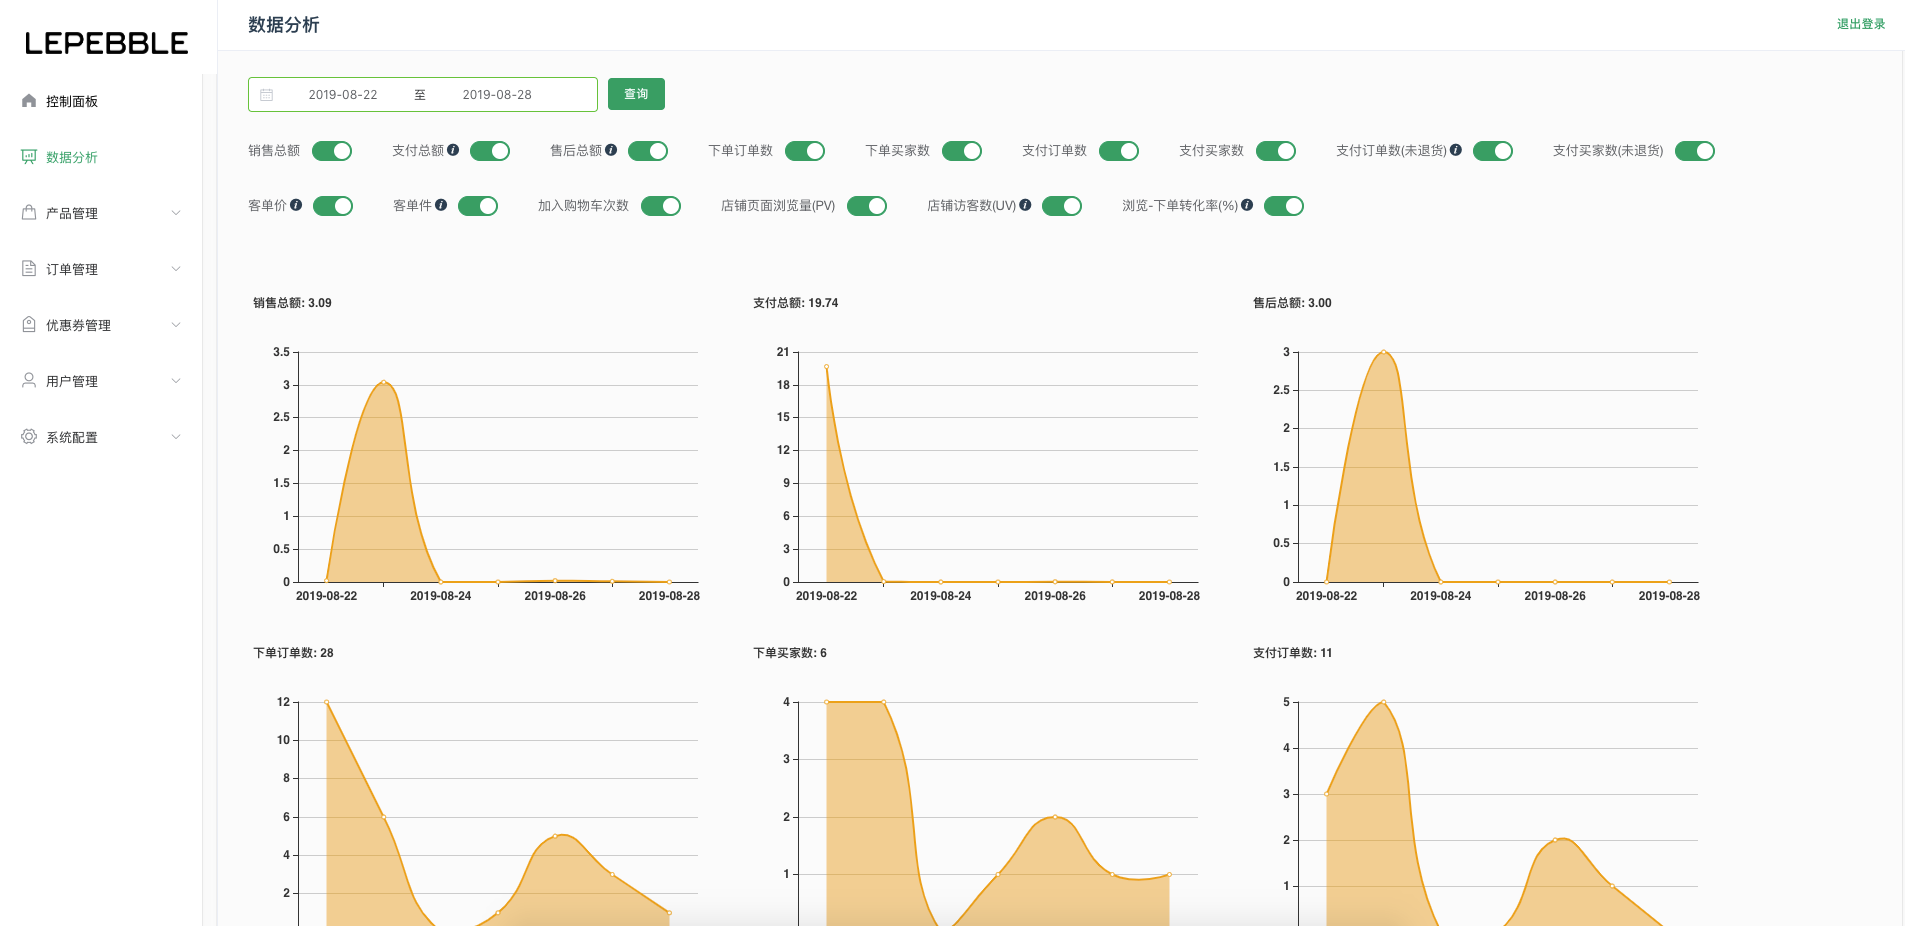 LEPEBBLE
数据分析
退出登录
控制面板
数据分析
产品管理
订单管理
优惠券管理
用户管理
系统配置
2019-08-22 至 2019-08-28 查询
销售总额 支付总额 售后总额 下单订单数 下单买家数 支付订单数 支付买家数 支付订单数(未退货) 支付买家数(未退货)
客单价 客单件 加入购物车次数 店铺页面浏览量(PV) 店铺访客数(UV) 浏览-下单转化率(%)
销售总额: 3.09
3.5
3
2.5
2
1.5
1
0.5
0
2019-08-22 2019-08-24 2019-08-26 2019-08-28
支付总额: 19.74
21
18
15
12
9
6
3
0
2019-08-22 2019-08-24 2019-08-26 2019-08-28
售后总额: 3.00
3
2.5
2
1.5
1
0.5
0
2019-08-22 2019-08-24 2019-08-26 2019-08-28
下单订单数: 28
12
10
8
6
4
2
下单买家数: 6
4
3
2
1
支付订单数: 11
5
4
3
2
1